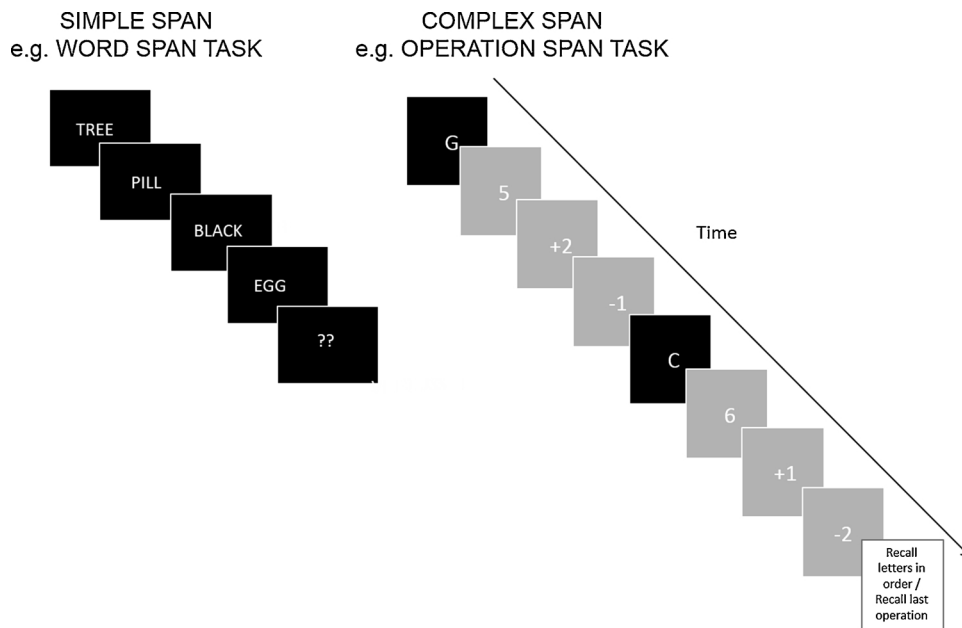 SIMPLE SPAN
e.g. WORD SPAN TASK
TREE
PILL
BLACK
EGG
??
COMPLEX SPAN
e.g. OPERATION SPAN TASK
G
5
+2
-1
C
6
+1
-2
Time
Recall
letters in
order /
Recall last
operation